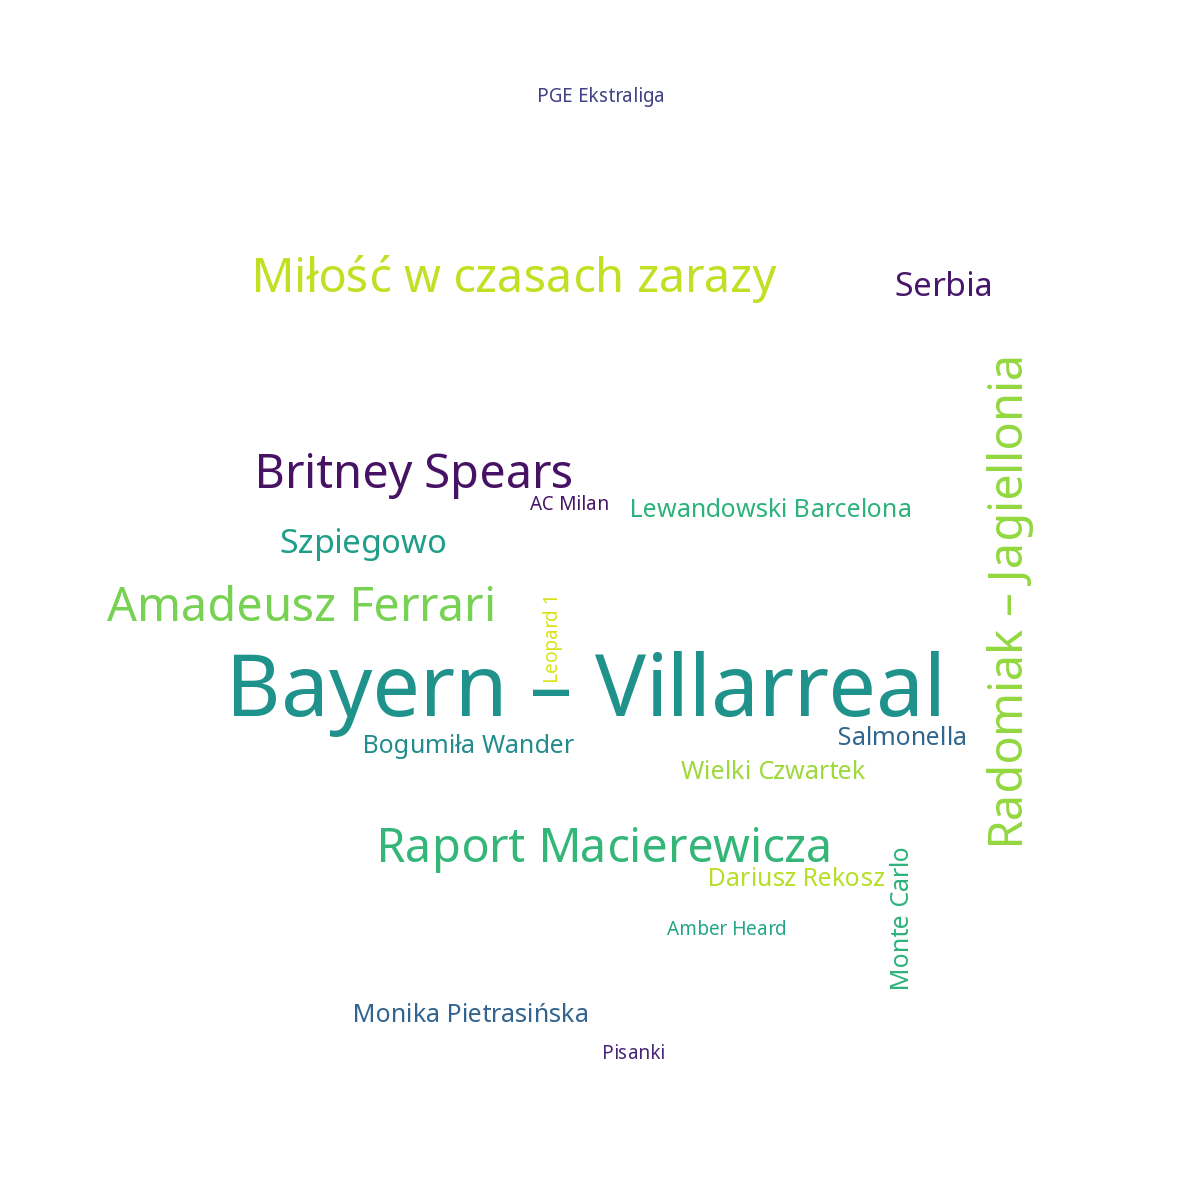 PGE Ekstraliga
Miłość w czasach zarazy
Serbia
Radomiak – Jagiellonia
Britney Spears
AC Milan
Lewandowski Barcelona
Szpiegowo
Amadeusz Ferrari
Leopard 1
Bayern – Villarreal
Bogumiła Wander
Salmonella
Wielki Czwartek
Raport Macierewicza
Dariusz Rekosz
Monte Carlo
Amber Heard
Monika Pietrasińska
Pisanki